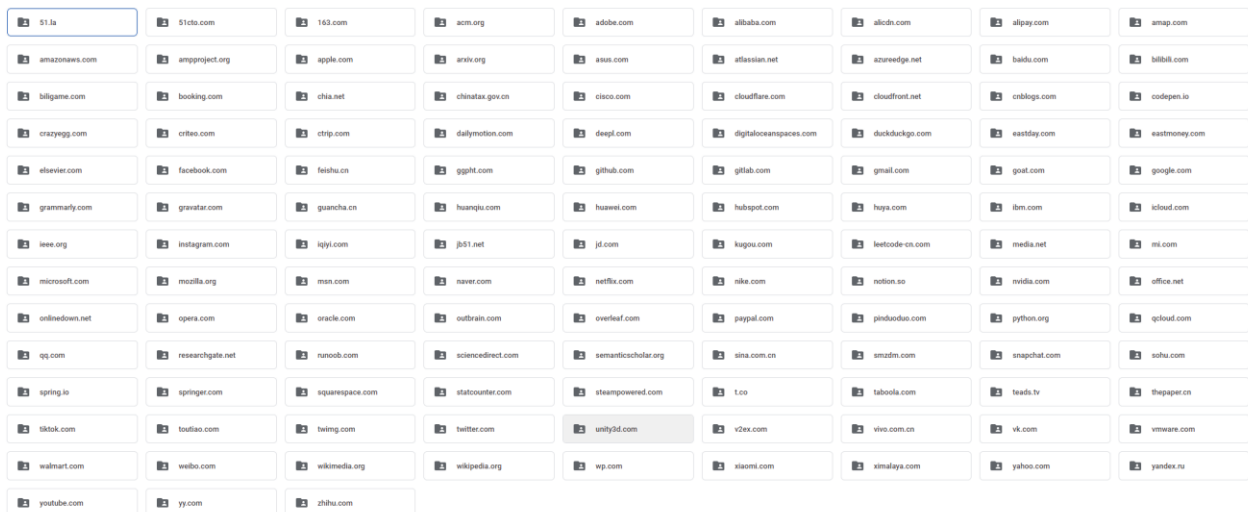 51.la 51cto.com 163.com acm.org adobe.com alibaba.com alicdn.com alipay.com amap.com
amazonaws.com ampproject.org apple.com arxiv.org asus.com atlassian.net azureedge.net baidu.com bilibili.com
biligame.com booking.com chia.net chinatax.gov.cn cisco.com cloudflare.com cloudfront.net cnblogs.com codepen.io
crazyegg.com criteo.com ctrip.com dailymotion.com deepl.com digitaloceanspaces.com duckduckgo.com eastday.com eastmoney.com
elsevier.com facebook.com feishu.cn ggpht.com github.com gitlab.com gmail.com goat.com google.com
grammarly.com gravatar.com guancha.cn huanqiu.com huawei.com hubspot.com huya.com ibm.com icloud.com
ieee.org instagram.com iqiyi.com jb51.net jd.com kugou.com leetcode-cn.com media.net mi.com
microsoft.com mozilla.org msn.com naver.com netflix.com nike.com notion.so nvidia.com office.net
onlinedown.net opera.com oracle.com outbrain.com overleaf.com paypal.com pinduoduo.com python.org qcloud.com
qq.com researchgate.net runoob.com sciencedirect.com semanticscholar.org sina.com.cn smzdm.com snapchat.com sohu.com
spring.io springer.com squarespace.com statcounter.com steampowered.com t.co taboola.com teads.tv thepaper.cn
tiktok.com toutiao.com twimg.com twitter.com unity3d.com v2ex.com vivo.com.cn vk.com vmware.com
walmart.com weibo.com wikimedia.org wikipedia.org wp.com xiaomi.com ximalaya.com yahoo.com yandex.ru
youtube.com yy.com zhihu.com